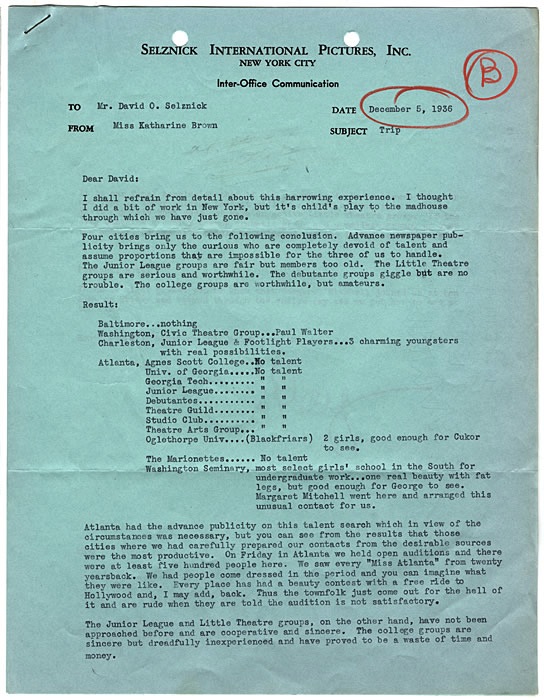 SELZNICK INTERNATIONAL PICTURES, INC.
NEW YORK CITY
Inter-Office Communication
B
TO Mr. David O. Selznick
DATE December 5, 1936
FROM Miss Katharine Brown
SUBJECT Trip
Dear David:
I shall refrain from detail about this harrowing experience. I thought
I did a bit of work in New York, but it's child's play to the madhouse
through which we have just gone.
Four cities bring us to the following conclusion. Advance newspaper pub-
licity brings only the curious who are completely devoid of talent and
assume proportions that are impossible for the three of us to handle.
The Junior League groups are fair but members too old. The Little Theatre
groups are serious and worthwhile. The debutante groups giggle but are no
trouble. The college groups are worthwhile, but amateurs.
Result:
Baltimore...nothing
Washington, Civic Theatre Group...Paul Walter
Charleston, Junior League & Footlight Players...3 charming youngsters
with real possibilities.
Atlanta, Agnes Scott College..No talent
Univ. of Georgia.....No talent
Georgia Tech......... " "
Junior League........ " "
Debutantes........... " "
Theatre Guild........ " "
Studio Club.......... " "
Theatre Arts Group... " "
Oglethorpe Univ....(Blackfriars) 2 girls, good enough for Cukor
to see.
The Marionettes...... No talent
Washington Seminary, most select girls' school in the South for
undergraduate work...one real beauty with fat
legs, but good enough for George to see.
Margaret Mitchell went here and arranged this
unusual contact for us.
Atlanta had the advance publicity on this talent search which in view of the
circumstances was necessary, but you can see from the results that those
cities where we had carefully prepared our contacts from the desirable sources
were the most productive. On Friday in Atlanta we held open auditions and there
were at least five hundred people here. We saw every "Miss Atlanta" from twenty
yearsback. We had people come dressed in the period and you can imagine what
they were like. Every place has had a beauty contest with a free ride to
Hollywood and, I may add, back. Thus the townfolk just come out for the hell of
it and are rude when they are told the audition is not satisfactory.
The Junior League and Little Theatre groups, on the other hand, have not been
approached before and are cooperative and sincere. The college groups are
sincere but dreadfully inexperienced and have proved to be a waste of time and
money.